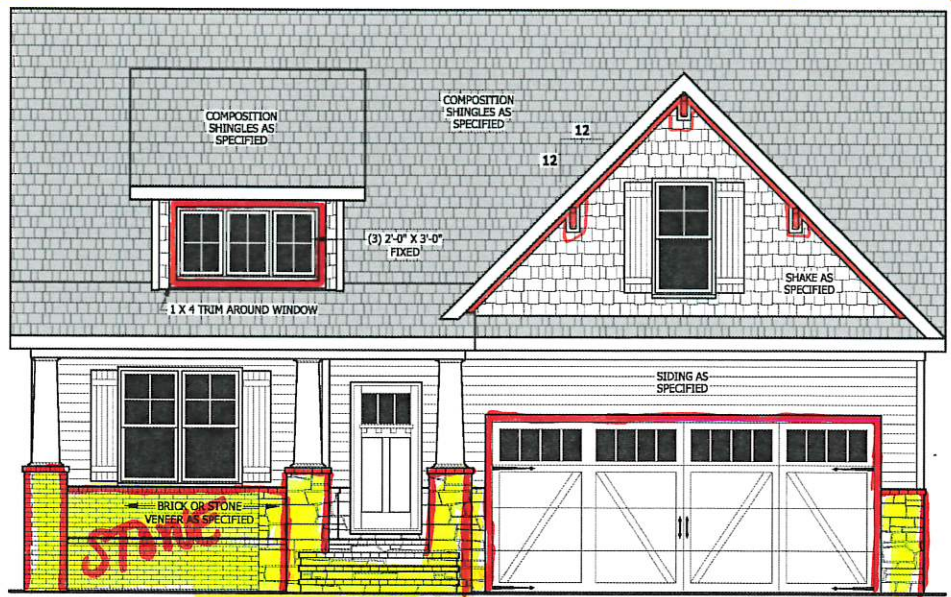 COMPOSITION
SHINGLES AS
SPECIFIED
COMPOSITION
SHINGLES AS
SPECIFIED
12
12
(3) 2'-0" X 3'-0"
FIXED
SHAKE AS
SPECIFIED
1 X 4 TRIM AROUND WINDOW
SIDING AS
SPECIFIED
BRICK OR STONE
VENEER AS SPECIFIED
STONE